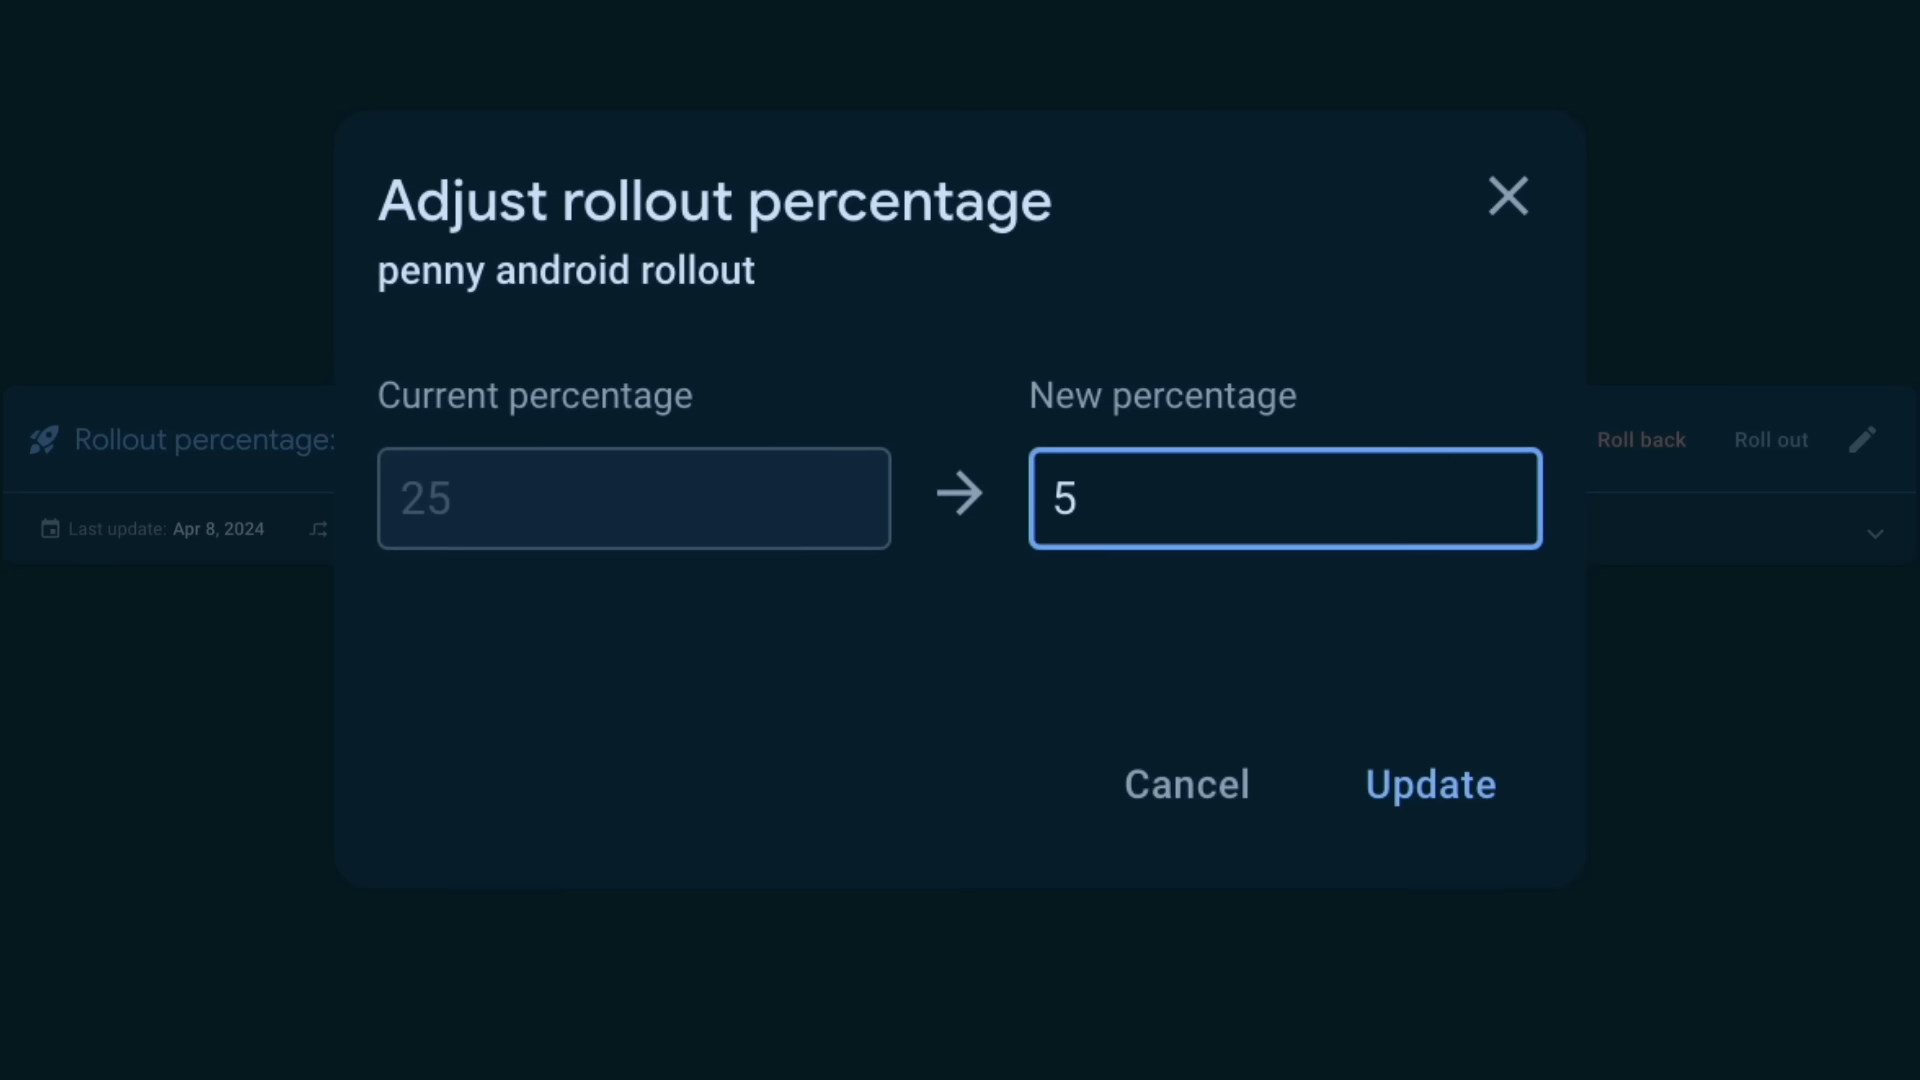 Adjust rollout percentage
penny android rollout
Current percentage
New percentage
25
5
Cancel
Update
Rollout percentage:
Roll back
Roll out
Last update: Apr 8, 2024